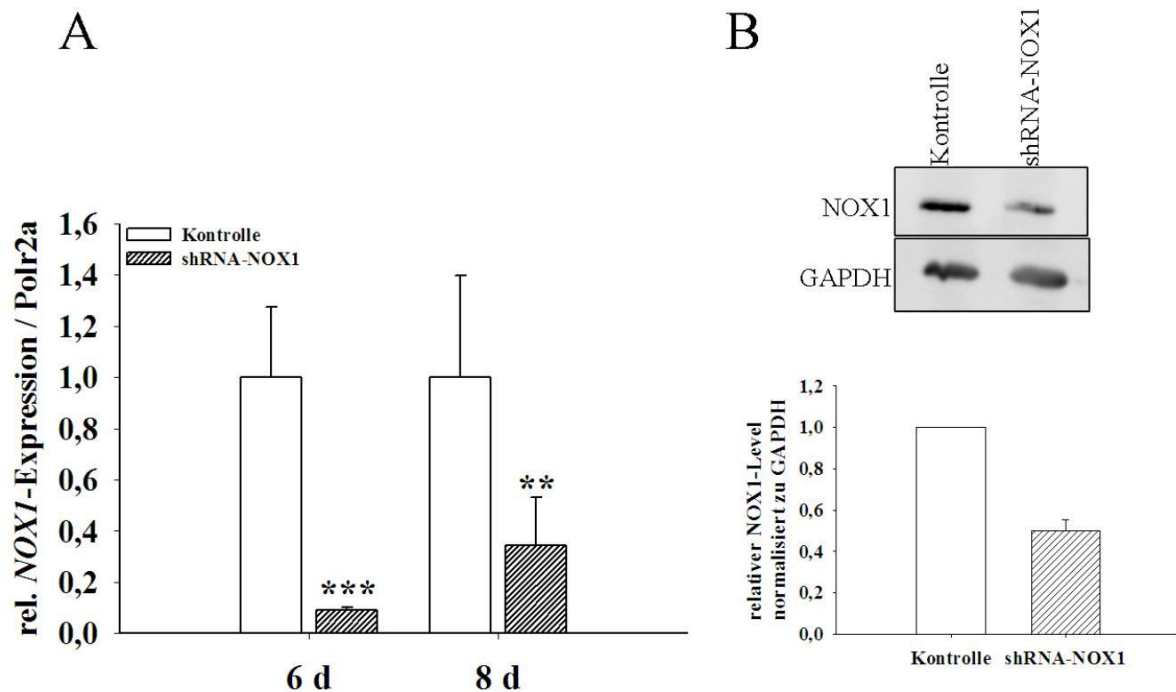 A
rel. NOX1-Expression / Polr2a
1,6
1,4
1,2
1,0
0,8
0,6
0,4
0,2
0,0
Kontrolle
shRNA-NOX1
***
**
6 d
8 d
B
Kontrolle
shRNA-NOX1
NOX1
GAPDH
relativer NOX1-Level
normalisiert zu GAPDH
1,2
1,0
0,8
0,6
0,4
0,2
0,0
Kontrolle shRNA-NOX1